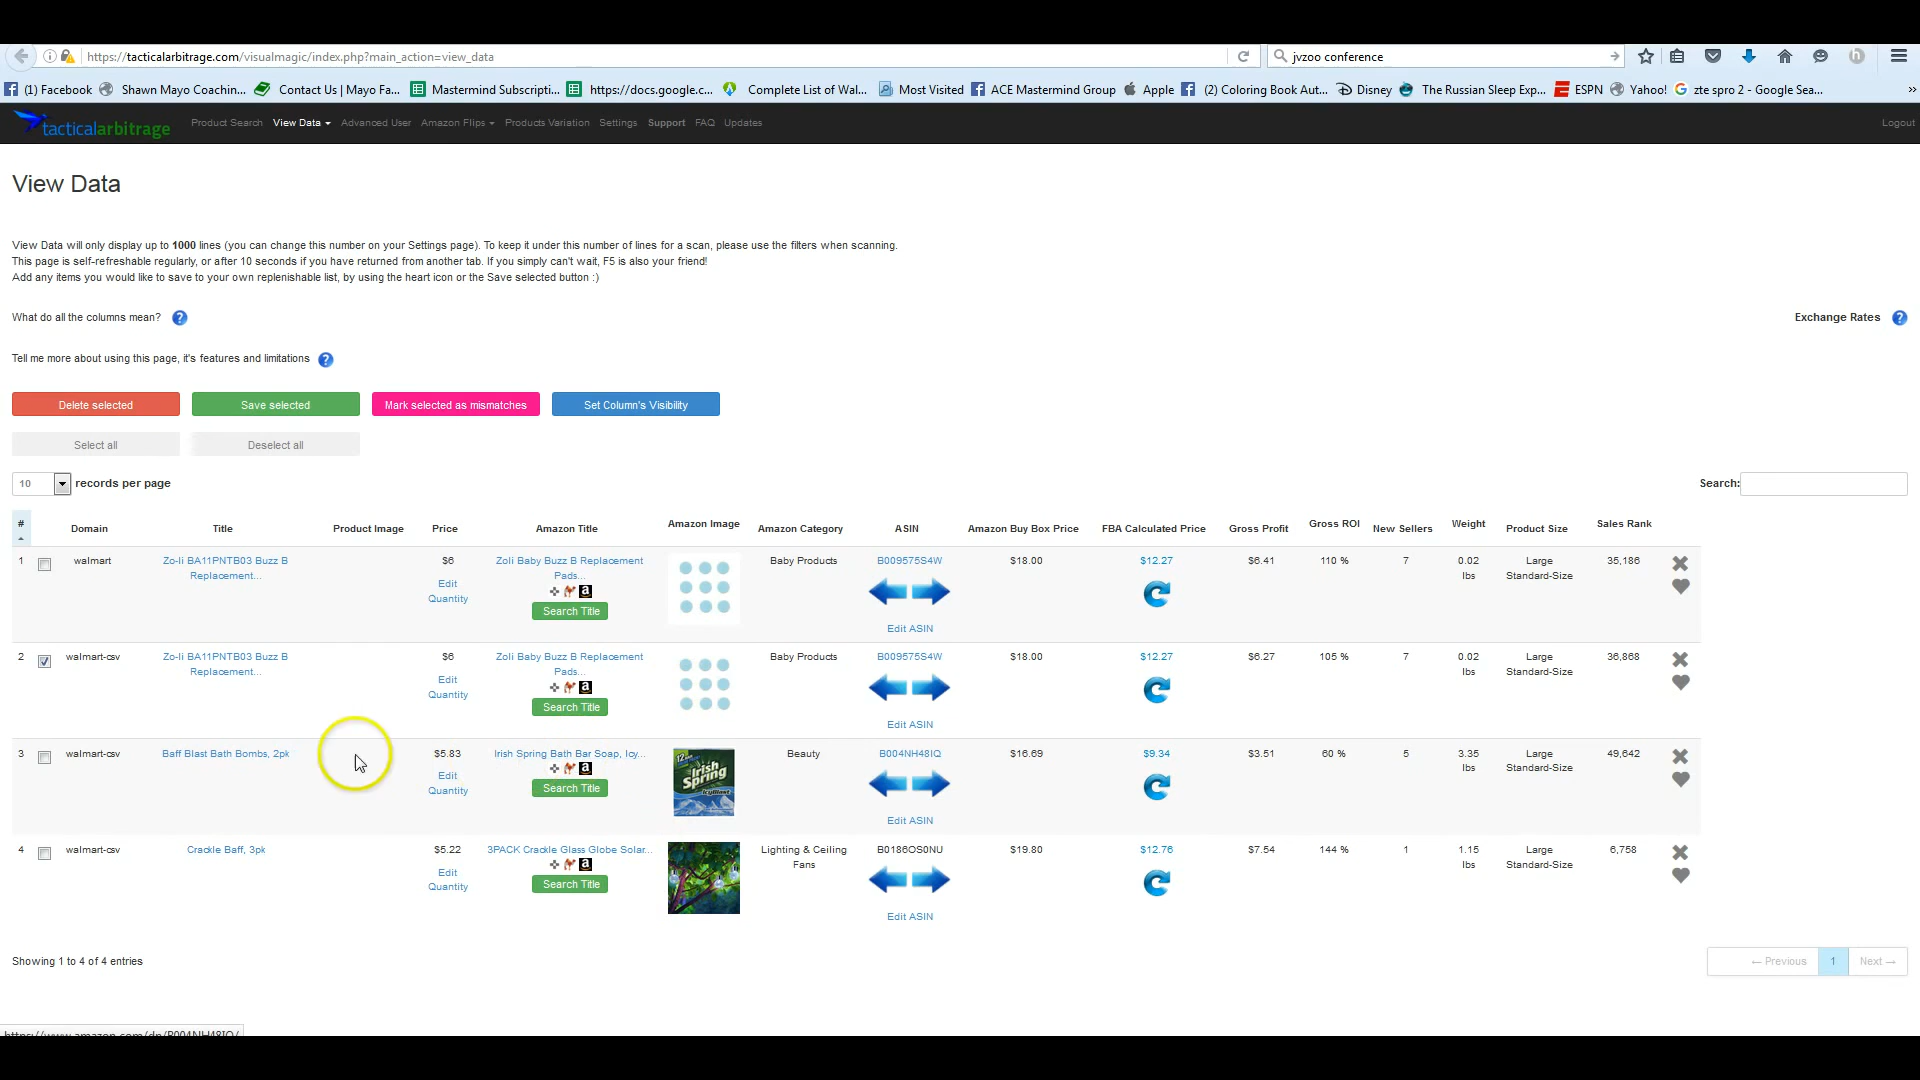 https://tacticalarbitrage.com/visualmagic/index.php?main_action=view_data
jvzoo conference
(1) Facebook Shawn Mayo Coachin... Contact Us | Mayo Fa... Mastermind Subscripti... https://docs.google.c... Complete List of Wal... Most Visited ACE Mastermind Group Apple (2) Coloring Book Aut... Disney The Russian Sleep Exp... ESPN Yahoo! zte spro 2 - Google Sea... »
tacticalarbitrage Product Search View Data Advanced User Amazon Flips Products Variation Settings Support FAQ Updates Logout
View Data
View Data will only display up to 1000 lines (you can change this number on your Settings page). To keep it under this number of lines for a scan, please use the filters when scanning.
This page is self-refreshable regularly, or after 10 seconds if you have returned from another tab. If you simply can't wait, F5 is also your friend!
Add any items you would like to save to your own replenishable list, by using the heart icon or the Save selected button :)
What do all the columns mean? ? Exchange Rates ?
Tell me more about using this page, it's features and limitations ?
Delete selected Save selected Mark selected as mismatches Set Column's Visibility
Select all Deselect all
10 records per page Search:
# Domain Title Product Image Price Amazon Title Amazon Image Amazon Category ASIN Amazon Buy Box Price FBA Calculated Price Gross Profit Gross ROI New Sellers Weight Product Size Sales Rank
1 walmart Zo-li BA11PNTB03 Buzz B $6 Zoli Baby Buzz B Replacement Baby Products B009575S4W $18.00 $12.27 $6.41 110 % 7 0.02 Large 35,186
Replacement... Edit Pads... lbs Standard-Size
Quantity a
Search Title
Edit ASIN
2 walmart-csv Zo-li BA11PNTB03 Buzz B $6 Zoli Baby Buzz B Replacement Baby Products B009575S4W $18.00 $12.27 $6.27 105 % 7 0.02 Large 36,868
Replacement... Edit Pads... lbs Standard-Size
Quantity a
Search Title
Edit ASIN
3 walmart-csv Baff Blast Bath Bombs, 2pk $5.83 Irish Spring Bath Bar Soap, Icy... Beauty B004NH48IQ $16.69 $9.34 $3.51 60 % 5 3.35 Large 49,642
Edit a lbs Standard-Size
Quantity Search Title
Irish
Spring
Edit ASIN
4 walmart-csv Crackle Baff, 3pk $5.22 3PACK Crackle Glass Globe Solar... Lighting & Ceiling B0186OS0NU $19.80 $12.76 $7.54 144 % 1 1.15 Large 6,758
Edit a Fans lbs Standard-Size
Quantity Search Title
Edit ASIN
Showing 1 to 4 of 4 entries ← Previous 1 Next →
https://www.amazon.com/dp/B004NH48IQ/